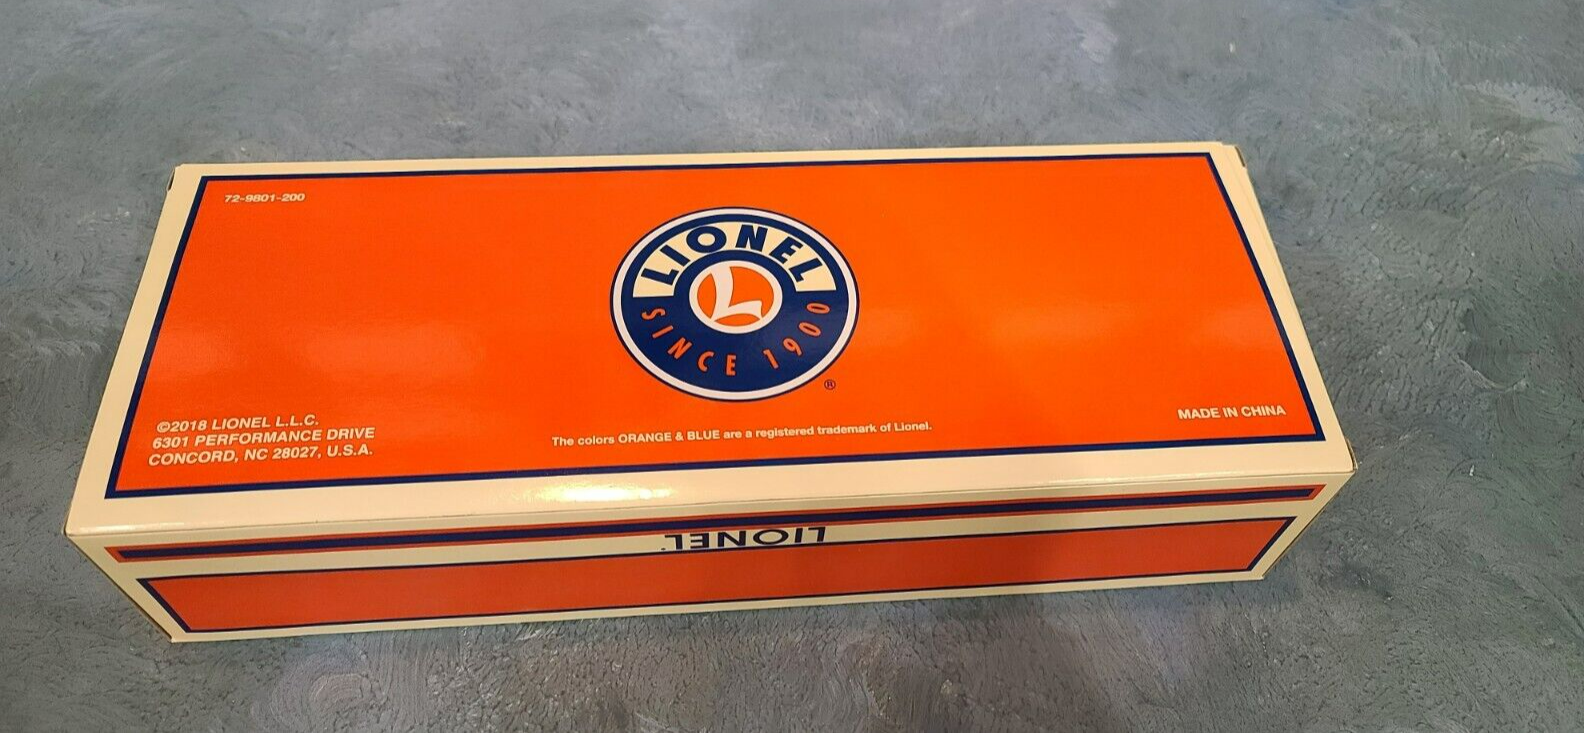 72-9801-200
LIONEL
L
SINCE 1900
®
©2018 LIONEL L.L.C.
6301 PERFORMANCE DRIVE
CONCORD, NC 28027, U.S.A.
The colors ORANGE & BLUE are a registered trademark of Lionel.
MADE IN CHINA
LIONEL